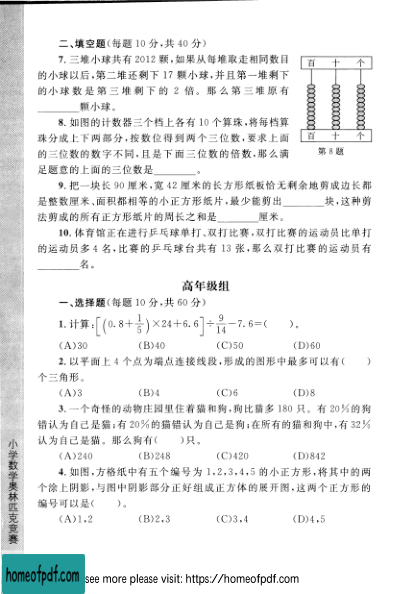 二、填空题(每题 10 分,共 40 分)
7. 三堆小球共有 2012 颗,如果从每堆取走相同数目
的小球以后,第二堆还剩下 17 颗小球,并且第一堆剩下
的小球数是第三堆剩下的 2 倍。那么第三堆原有
______颗小球。
8. 如图的计数器三个档上各有 10 个算珠,将每档算
珠分成上下两部分,按数位得到两个三位数,要求上面
的三位数的数字不同,且是下面三位数的倍数,那么满
足题意的上面的三位数是______。
百 十 个
百 十 个
第 8 题
9. 把一块长 90 厘米,宽 42 厘米的长方形纸板恰无剩余地剪成边长都
是整数厘米、面积都相等的小正方形纸片,最少能剪出______块,这种剪
法剪成的所有正方形纸片的周长之和是______厘米。
10. 体育馆正在进行乒乓球单打、双打比赛,双打比赛的运动员比单打
的运动员多 4 名,比赛的乒乓球台共有 13 张,那么双打比赛的运动员有
______名。
高年级组
一、选择题(每题 10 分,共 60 分)
1. 计算:[(0.8+1/5)×24+6.6]÷9/14-7.6=( )。
(A)30 (B)40 (C)50 (D)60
2. 以平面上 4 个点为端点连接线段,形成的图形中最多可以有( )
个三角形。
(A)3 (B)4 (C)6 (D)8
3. 一个奇怪的动物庄园里住着猫和狗,狗比猫多 180 只。有 20%的狗
错认为自己是猫;有 20%的猫错认为自己是狗;在所有的猫和狗中,有 32%
认为自己是猫。那么狗有( )只。
(A)240 (B)248 (C)420 (D)842
4. 如图,方格纸中有五个编号为 1,2,3,4,5 的小正方形,将其中的两
个涂上阴影,与图中阴影部分正好组成正方体的展开图,这两个正方形的
编号可以是( )。
(A)1,2 (B)2,3 (C)3,4 (D)4,5
小学数学奥林匹克竞赛
homeofpdf.com
see more please visit: https://homeofpdf.com